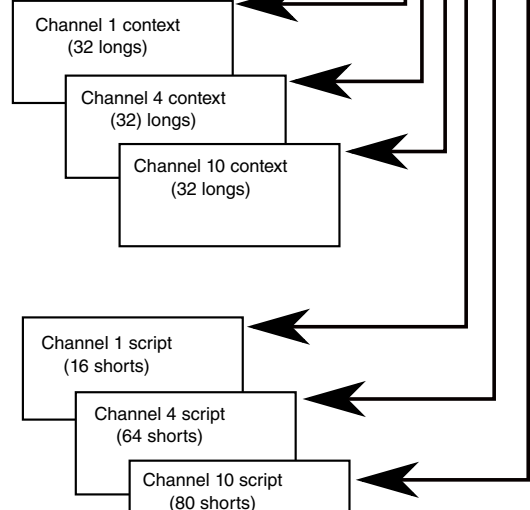 Channel 1 context
(32 longs)
Channel 4 context
(32) longs)
Channel 10 context
(32 longs)
Channel 1 script
(16 shorts)
Channel 4 script
(64 shorts)
Channel 10 script
(80 shorts)